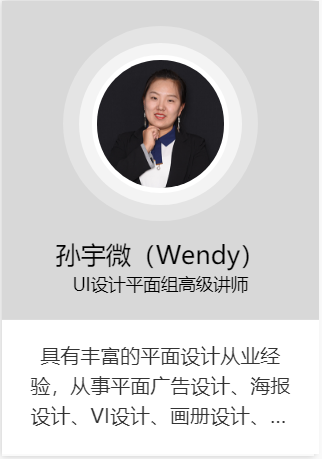 孙宇微（Wendy）
UI设计平面组高级讲师
具有丰富的平面设计从业经
验，从事平面广告设计、海报
设计、VI设计、画册设计、...